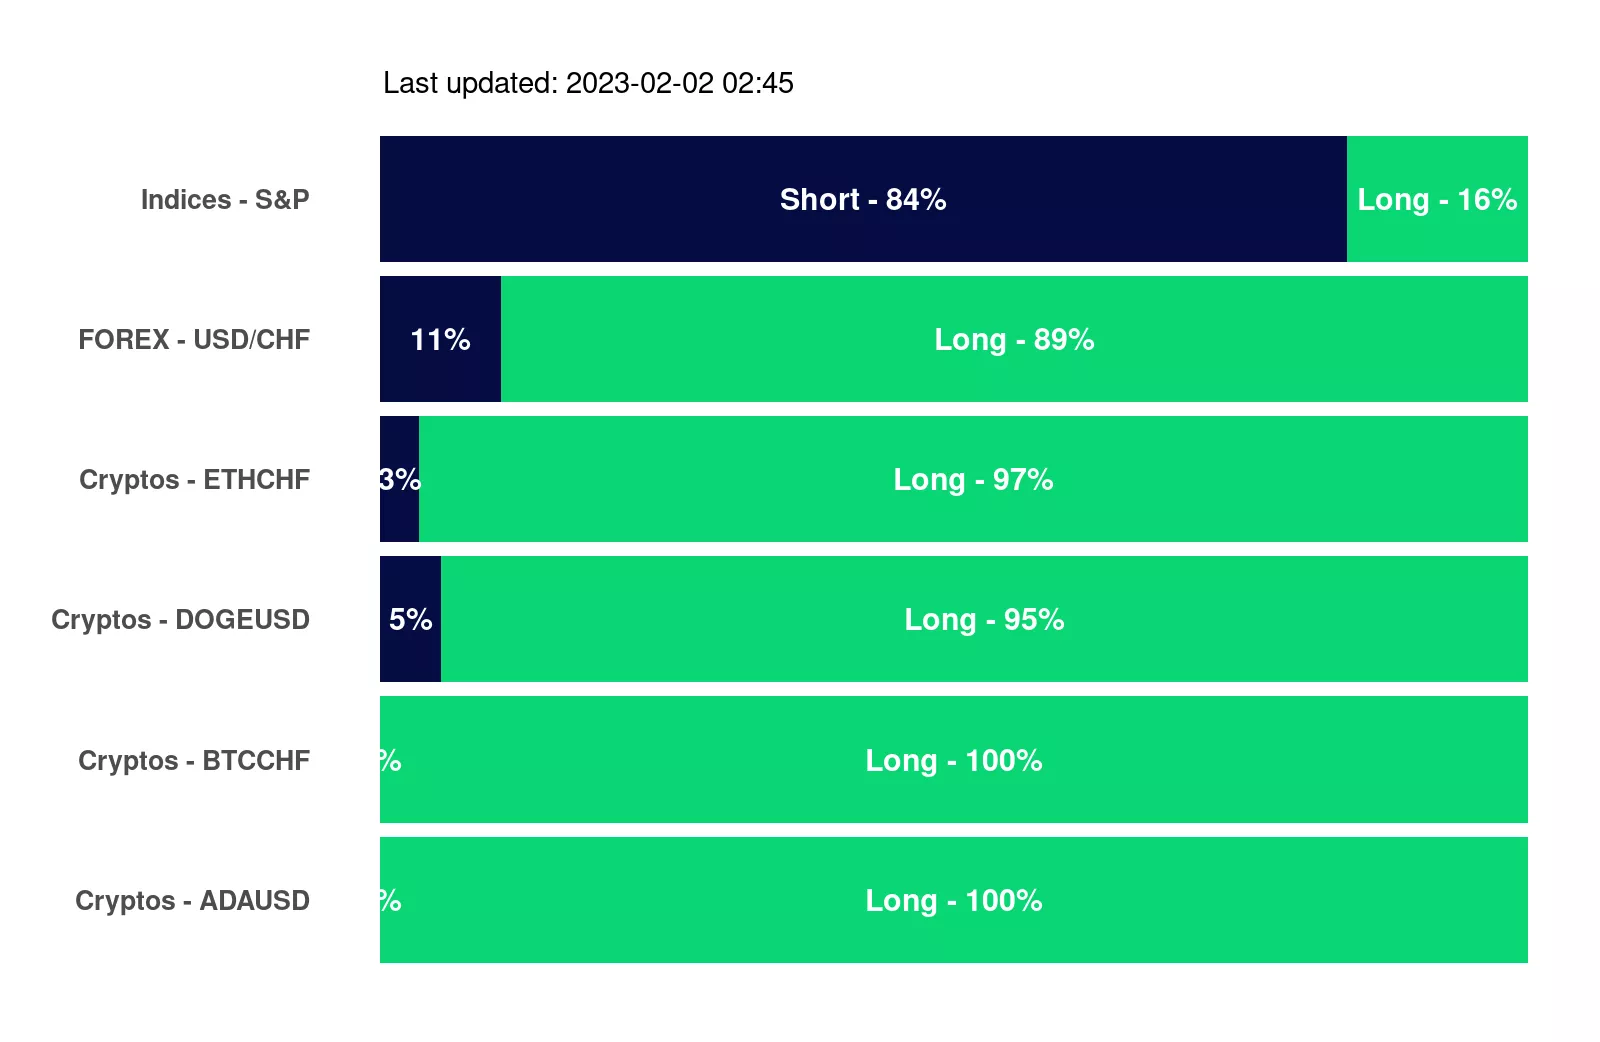 Last updated: 2023-02-02 02:45
Indices - S&P Short - 84% Long - 16%
FOREX - USD/CHF 11% Long - 89%
Cryptos - ETHCHF 3% Long - 97%
Cryptos - DOGEUSD 5% Long - 95%
Cryptos - BTCCHF % Long - 100%
Cryptos - ADAUSD % Long - 100%